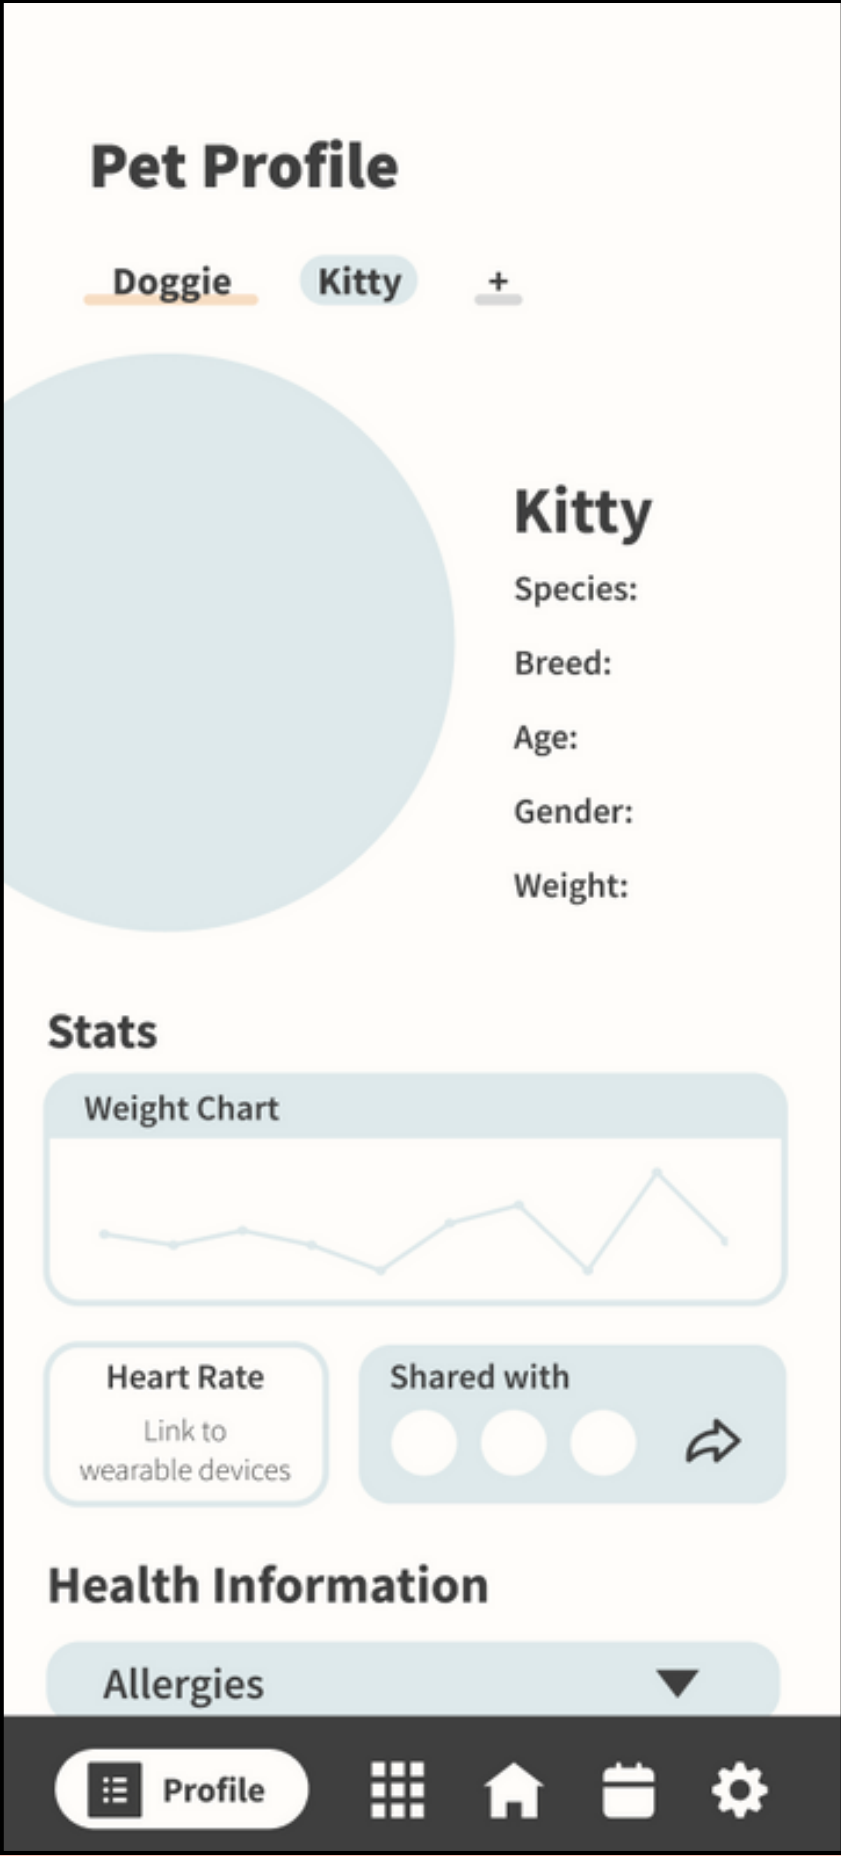 Pet Profile
Doggie Kitty +
Kitty
Species:
Breed:
Age:
Gender:
Weight:
Stats
Weight Chart
Heart Rate
Link to
wearable devices
Shared with
Health Information
Allergies
Profile